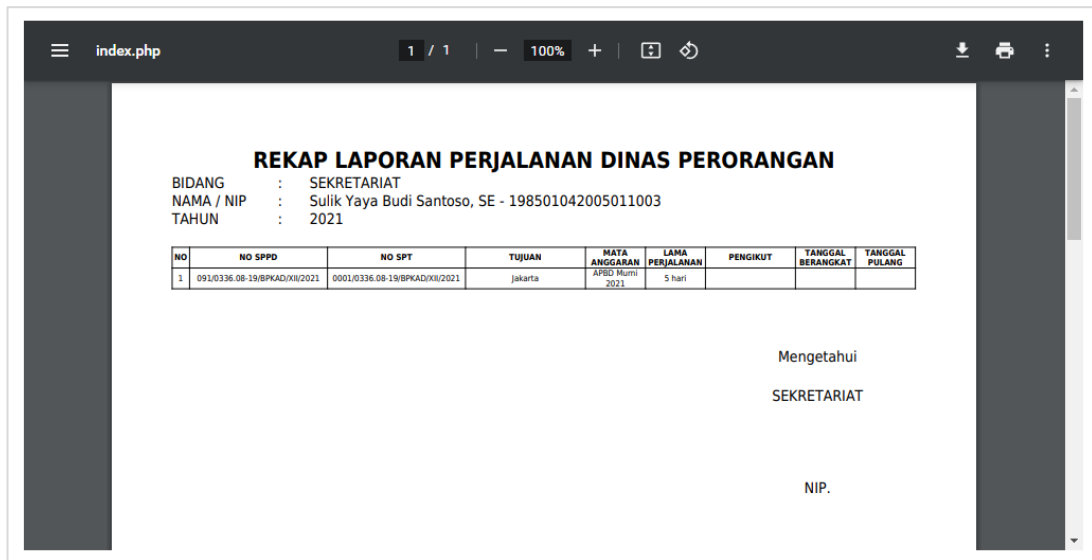 index.php 1 / 1 100%
REKAP LAPORAN PERJALANAN DINAS PERORANGAN
BIDANG : SEKRETARIAT
NAMA / NIP : Sulik Yaya Budi Santoso, SE - 198501042005011003
TAHUN : 2021
NO NO SPPD NO SPT TUJUAN MATA ANGGARAN LAMA PERJALANAN PENGIKUT TANGGAL BERANGKAT TANGGAL PULANG
1 091/0336.08-19/BPKAD/XII/2021 0001/0336.08-19/BPKAD/XII/2021 Jakarta APBD Murni 2021 5 hari
Mengetahui
SEKRETARIAT
NIP.